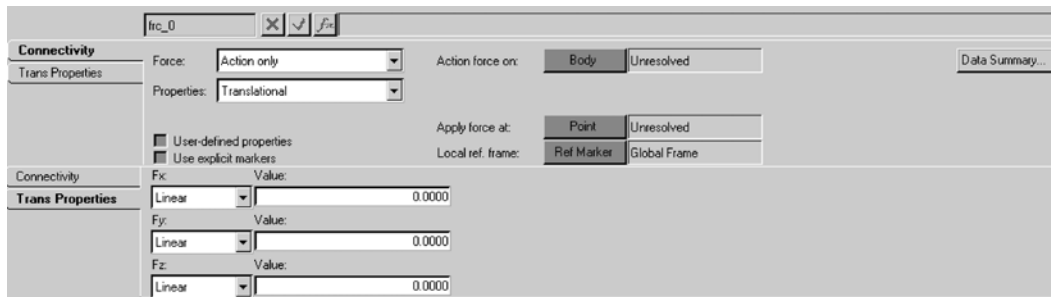 frc_0 f(x)
Connectivity
Trans Properties
Force: Action only Action force on: Body Unresolved Data Summary...
Properties: Translational
Apply force at: Point Unresolved
User-defined properties
Use explicit markers Local ref. frame: Ref Marker Global Frame
Connectivity Fx: Value:
Trans Properties Linear 0.0000
Fy: Value:
Linear 0.0000
Fz: Value:
Linear 0.0000